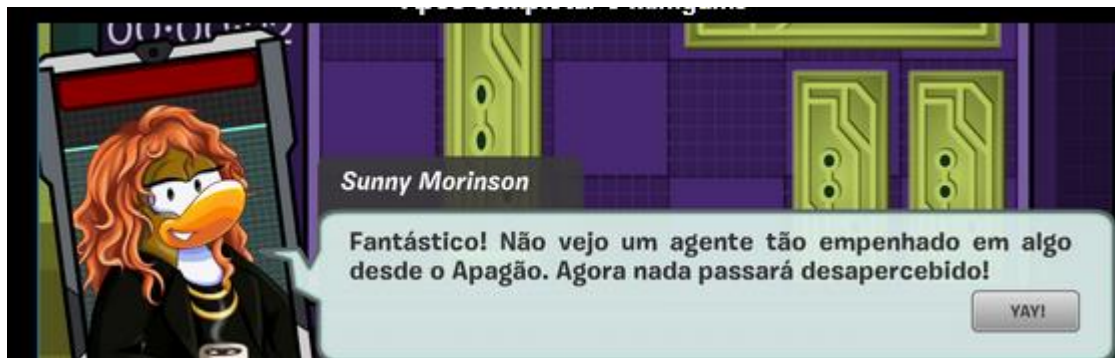 Sunny Morinson
Fantástico! Não vejo um agente tão empenhado em algo
desde o Apagão. Agora nada passará desapercebido!
YAY!